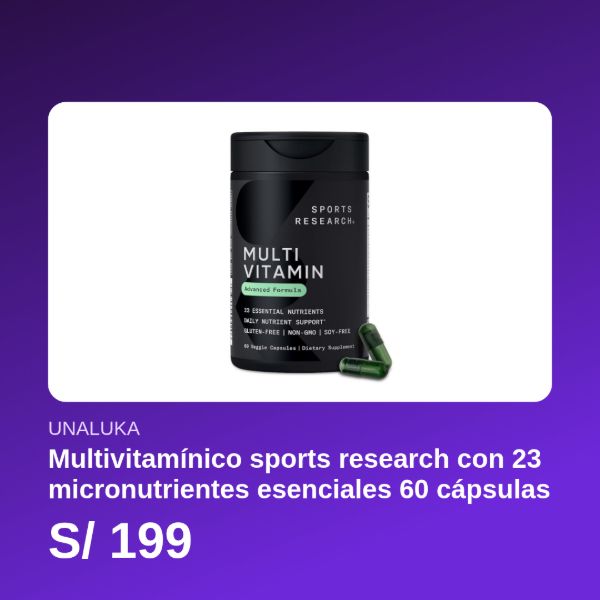 SPORTS
RESEARCH
MULTI
VITAMIN
Advanced Formula
23 ESSENTIAL NUTRIENTS
DAILY NUTRIENT SUPPORT*
GLUTEN-FREE | NON-GMO | SOY-FREE
60 Veggie Capsules | Dietary Supplement
UNALUKA
Multivitamínico sports research con 23
micronutrientes esenciales 60 cápsulas
S/ 199